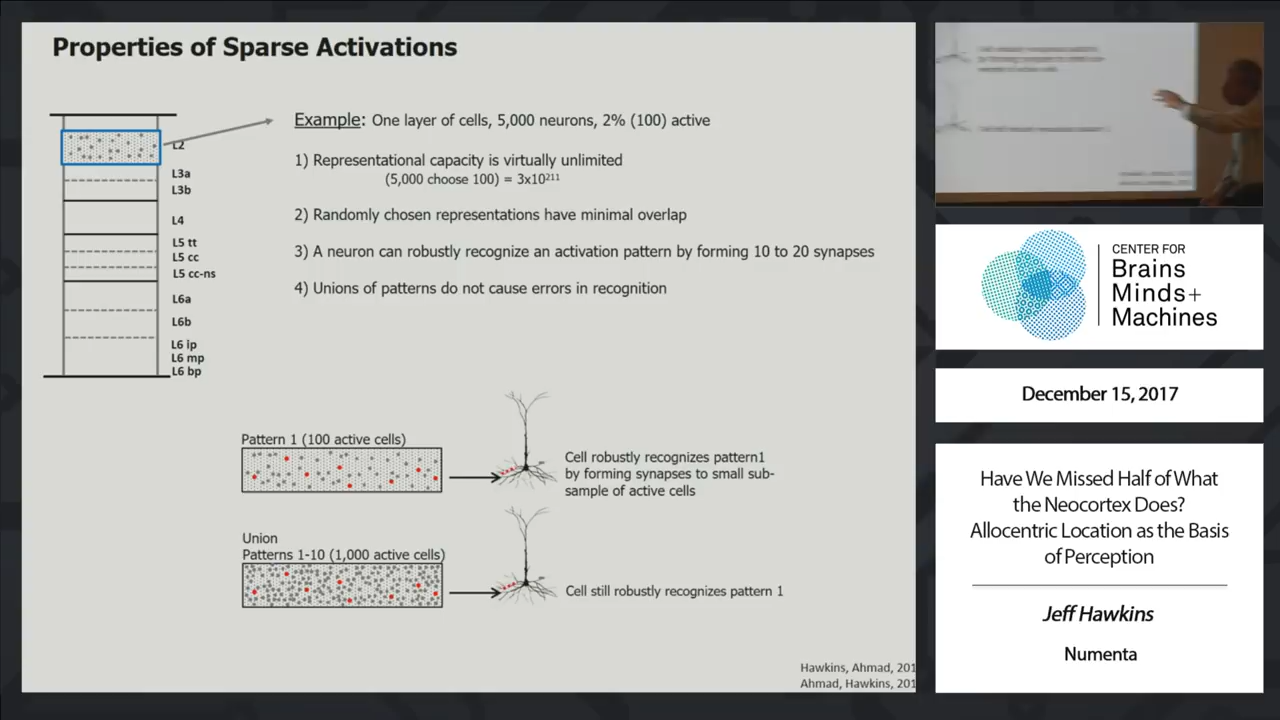 Properties of Sparse Activations
L2
L3a
L3b
L4
L5 tt
L5 cc
L5 cc-ns
L6a
L6b
L6 ip
L6 mp
L6 bp
Example: One layer of cells, 5,000 neurons, 2% (100) active
1) Representational capacity is virtually unlimited
(5,000 choose 100) = 3x10²¹¹
2) Randomly chosen representations have minimal overlap
3) A neuron can robustly recognize an activation pattern by forming 10 to 20 synapses
4) Unions of patterns do not cause errors in recognition
Pattern 1 (100 active cells)
Cell robustly recognizes pattern1
by forming synapses to small sub-
sample of active cells
Union
Patterns 1-10 (1,000 active cells)
Cell still robustly recognizes pattern 1
Hawkins, Ahmad, 201
Ahmad, Hawkins, 201
CENTER FOR
Brains
Minds+
Machines
December 15, 2017
Have We Missed Half of What
the Neocortex Does?
Allocentric Location as the Basis
of Perception
Jeff Hawkins
Numenta